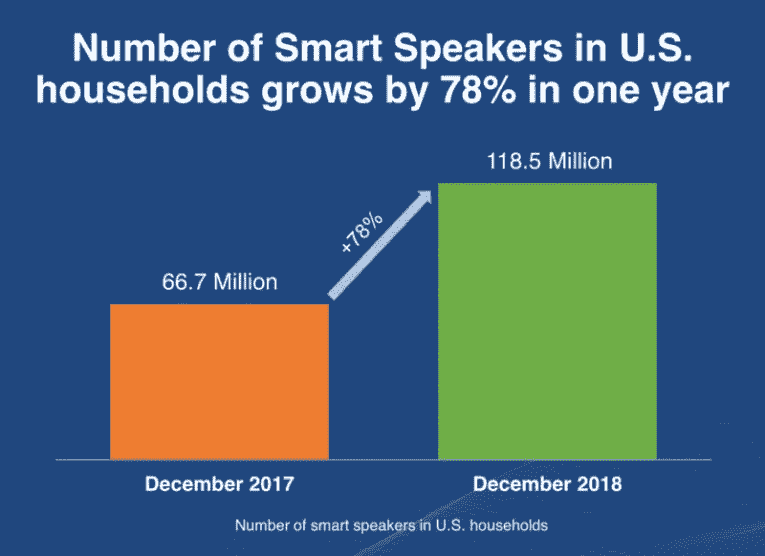 Number of Smart Speakers in U.S.
households grows by 78% in one year
118.5 Million
+78%
66.7 Million
December 2017
December 2018
Number of smart speakers in U.S. households